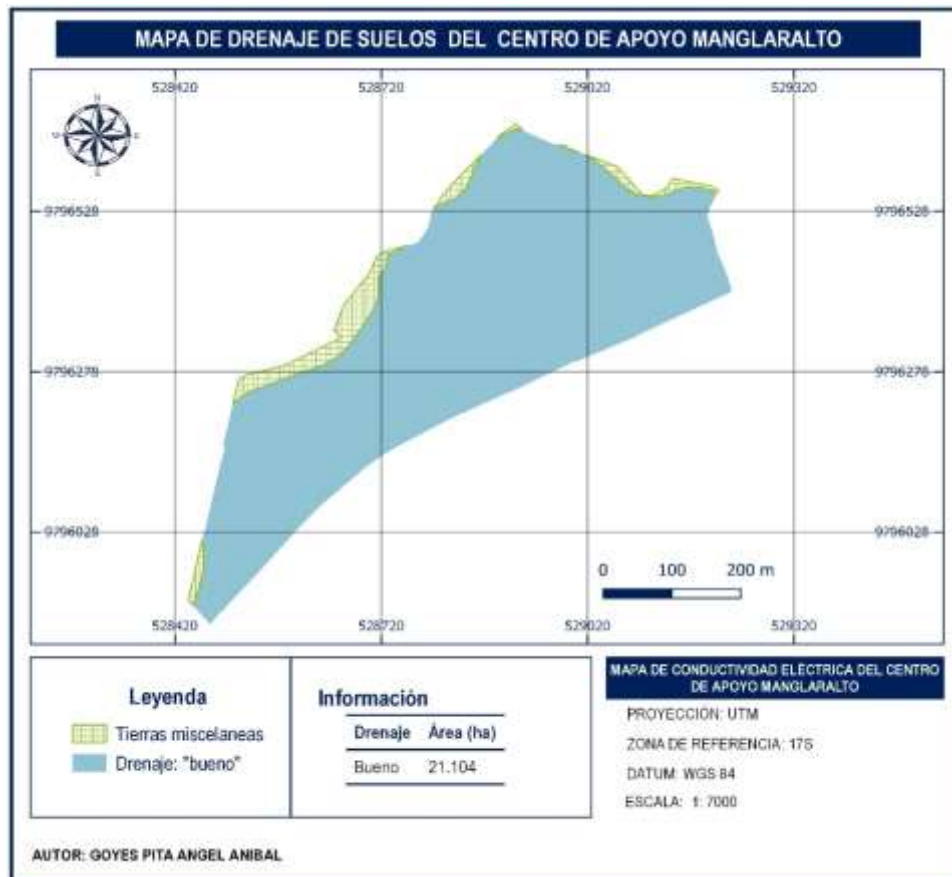 MAPA DE DRENAJE DE SUELOS DEL CENTRO DE APOYO MANGLARALTO
528420 528720 529020 529320
N
9796528 9796528
9796278 9796278
9796028 9796028
0 100 200 m
528420 528720 529020 529320
Leyenda
Tierras miscelaneas
Drenaje: "bueno"
Información
Drenaje Área (ha)
Bueno 21.104
MAPA DE CONDUCTIVIDAD ELÉCTRICA DEL CENTRO
DE APOYO MANGLARALTO
PROYECCIÓN: UTM
ZONA DE REFERENCIA: 17S
DATUM: WGS 84
ESCALA: 1: 7000
AUTOR: GOYES PITA ANGEL ANIBAL